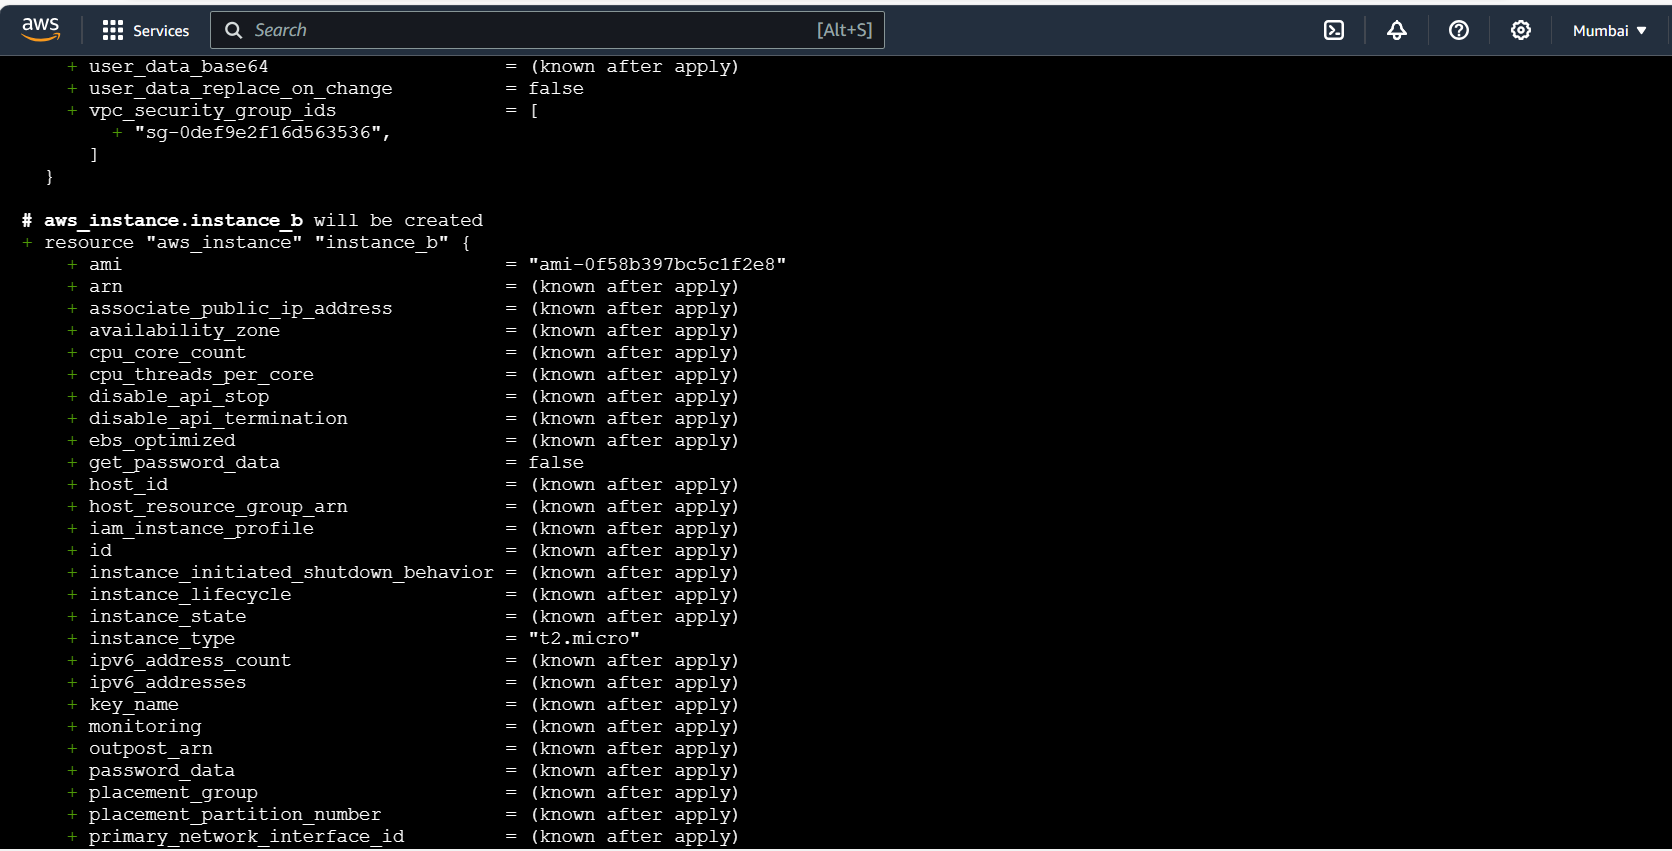 aws Services Search [Alt+S] Mumbai ▼
+ user_data_base64 = (known after apply)
+ user_data_replace_on_change = false
+ vpc_security_group_ids = [
+ "sg-0def9e2f16d563536",
]
}
# aws_instance.instance_b will be created
+ resource "aws_instance" "instance_b" {
+ ami = "ami-0f58b397bc5c1f2e8"
+ arn = (known after apply)
+ associate_public_ip_address = (known after apply)
+ availability_zone = (known after apply)
+ cpu_core_count = (known after apply)
+ cpu_threads_per_core = (known after apply)
+ disable_api_stop = (known after apply)
+ disable_api_termination = (known after apply)
+ ebs_optimized = (known after apply)
+ get_password_data = false
+ host_id = (known after apply)
+ host_resource_group_arn = (known after apply)
+ iam_instance_profile = (known after apply)
+ id = (known after apply)
+ instance_initiated_shutdown_behavior = (known after apply)
+ instance_lifecycle = (known after apply)
+ instance_state = (known after apply)
+ instance_type = "t2.micro"
+ ipv6_address_count = (known after apply)
+ ipv6_addresses = (known after apply)
+ key_name = (known after apply)
+ monitoring = (known after apply)
+ outpost_arn = (known after apply)
+ password_data = (known after apply)
+ placement_group = (known after apply)
+ placement_partition_number = (known after apply)
+ primary_network_interface_id = (known after apply)